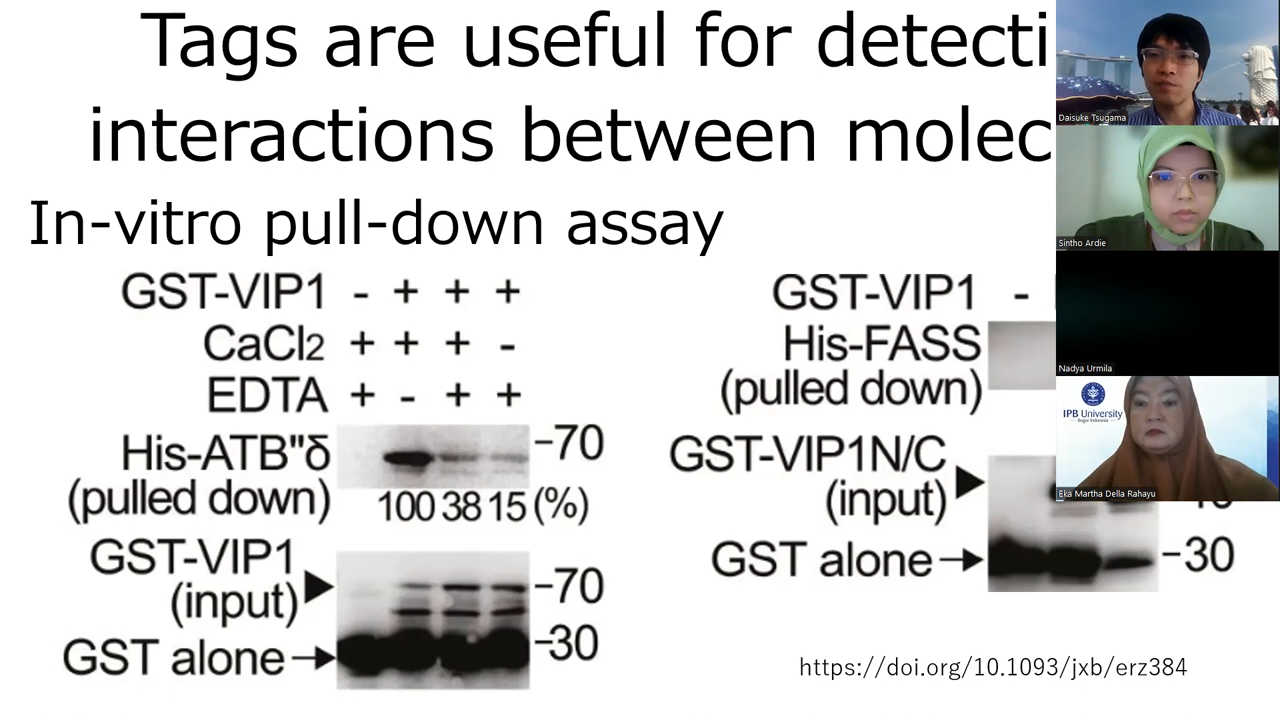 Tags are useful for detecti
interactions between molec
In-vitro pull-down assay
GST-VIP1 - + + +
CaCl2 + + + -
EDTA + - + +
His-ATB"δ
(pulled down)
-70
100 38 15 (%)
GST-VIP1
(input)
-70
GST alone
-30
GST-VIP1 -
His-FASS
(pulled down)
GST-VIP1N/C
(input)
GST alone
-30
https://doi.org/10.1093/jxb/erz384
Daisuke Tsugama
Sintho Ardie
Nadya Urmila
IPB University
Bogor Indonesia
Eka Martha Della Rahayu